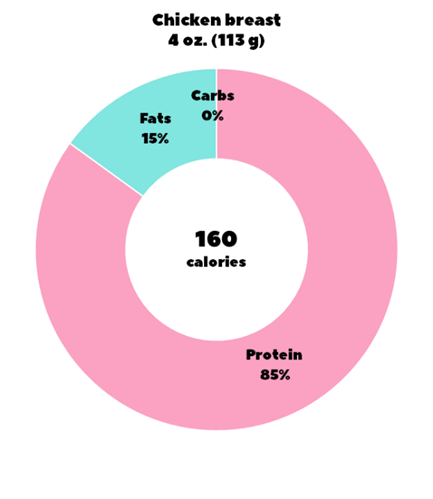 Chicken breast
4 oz. (113 g)
Carbs
0%
Fats
15%
160
calories
Protein
85%